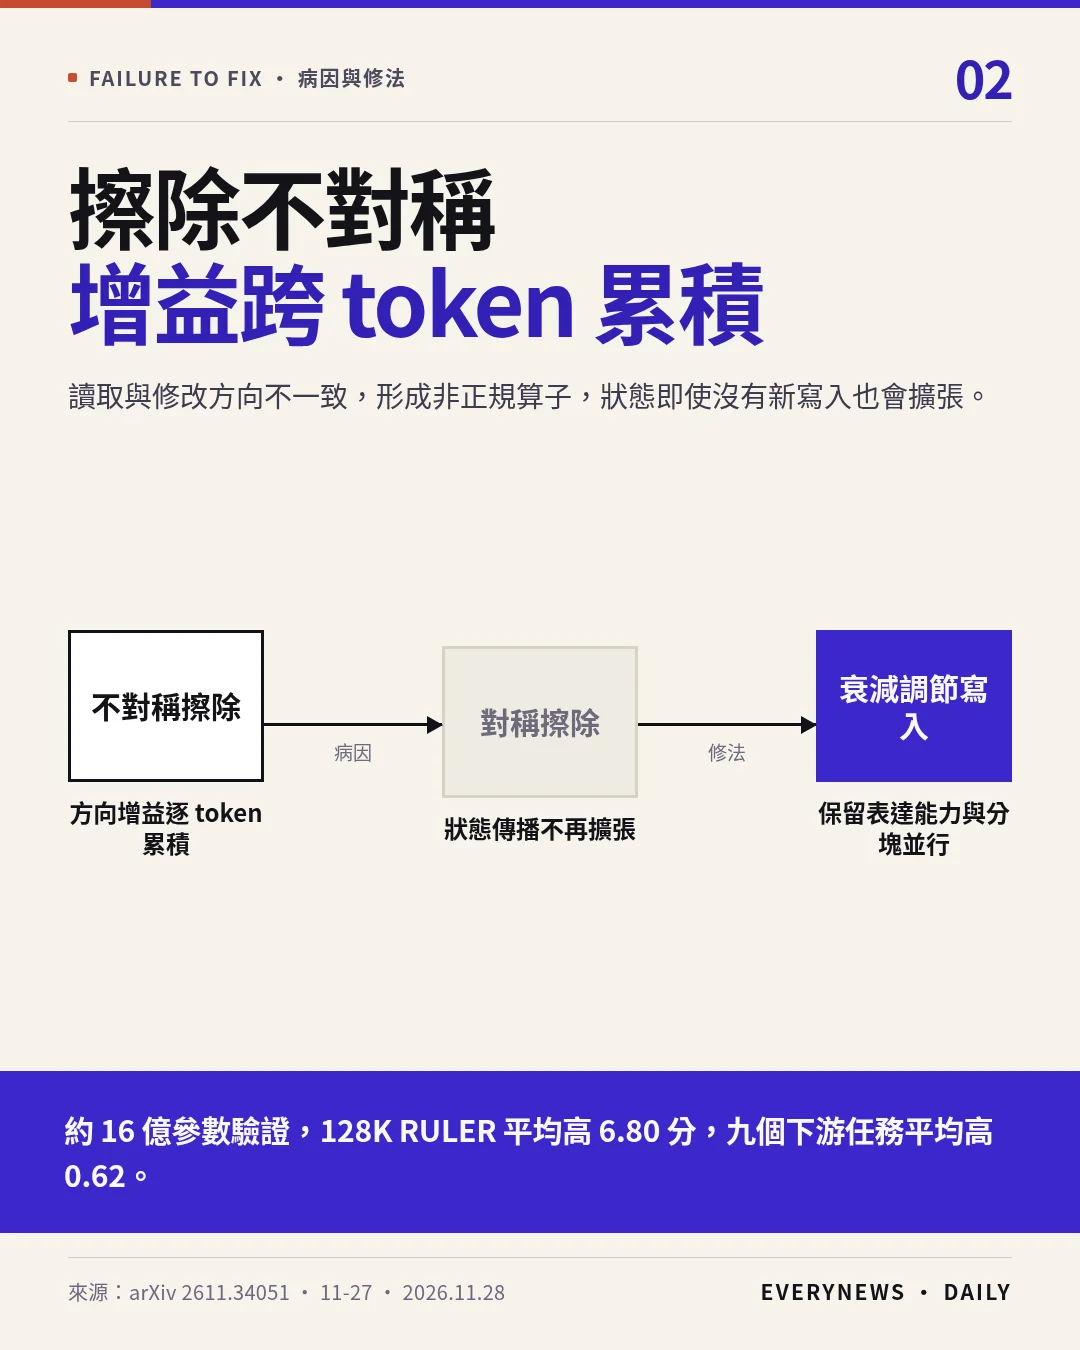 FAILURE TO FIX • 病因與修法
02
擦除不對稱
增益跨 token 累積
讀取與修改方向不一致，形成非正規算子，狀態即使沒有新寫入也會擴張。
不對稱擦除
病因
對稱擦除
修法
衰減調節寫
入
方向增益逐 token
累積
狀態傳播不再擴張
保留表達能力與分
塊並行
約 16 億參數驗證，128K RULER 平均高 6.80 分，九個下游任務平均高
0.62。
來源：arXiv 2611.34051 • 11-27 • 2026.11.28
EVERYNEWS • DAILY